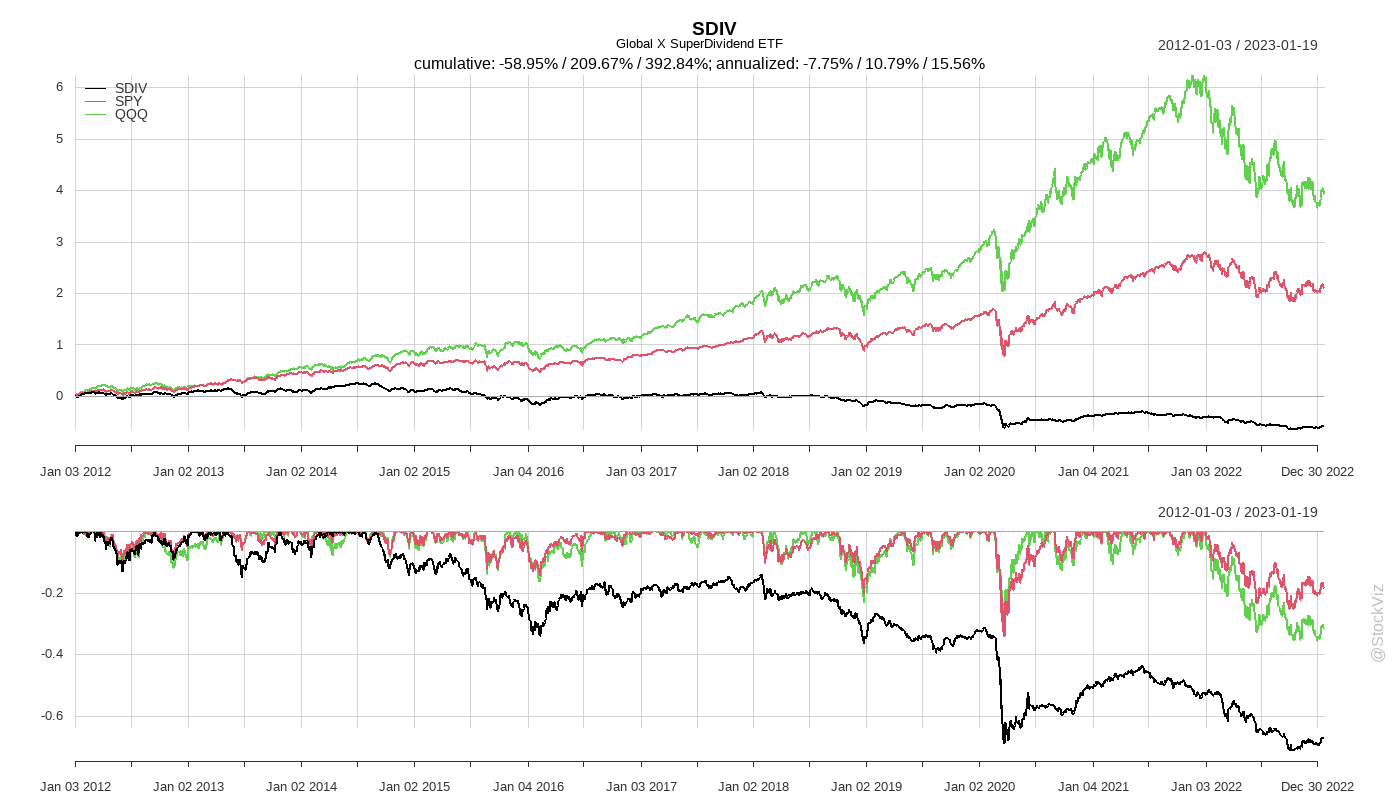 SDIV
Global X SuperDividend ETF
2012-01-03 / 2023-01-19
cumulative: -58.95% / 209.67% / 392.84%; annualized: -7.75% / 10.79% / 15.56%
SDIV
SPY
QQQ
6
5
4
3
2
1
0
Jan 03 2012 Jan 02 2013 Jan 02 2014 Jan 02 2015 Jan 04 2016 Jan 03 2017 Jan 02 2018 Jan 02 2019 Jan 02 2020 Jan 04 2021 Jan 03 2022 Dec 30 2022
2012-01-03 / 2023-01-19
-0.2
-0.4
-0.6
Jan 03 2012 Jan 02 2013 Jan 02 2014 Jan 02 2015 Jan 04 2016 Jan 03 2017 Jan 02 2018 Jan 02 2019 Jan 02 2020 Jan 04 2021 Jan 03 2022 Dec 30 2022
@StockViz